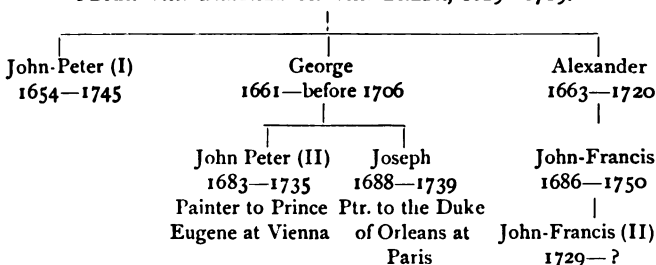 John-Peter (I) George Alexander
1654—1745 1661—before 1706 1663—1720
John Peter (II) Joseph John-Francis
1683—1735 1688—1739 1686—1750
Painter to Prince Ptr. to the Duke
Eugene at Vienna of Orleans at John-Francis (II)
Paris 1729—?